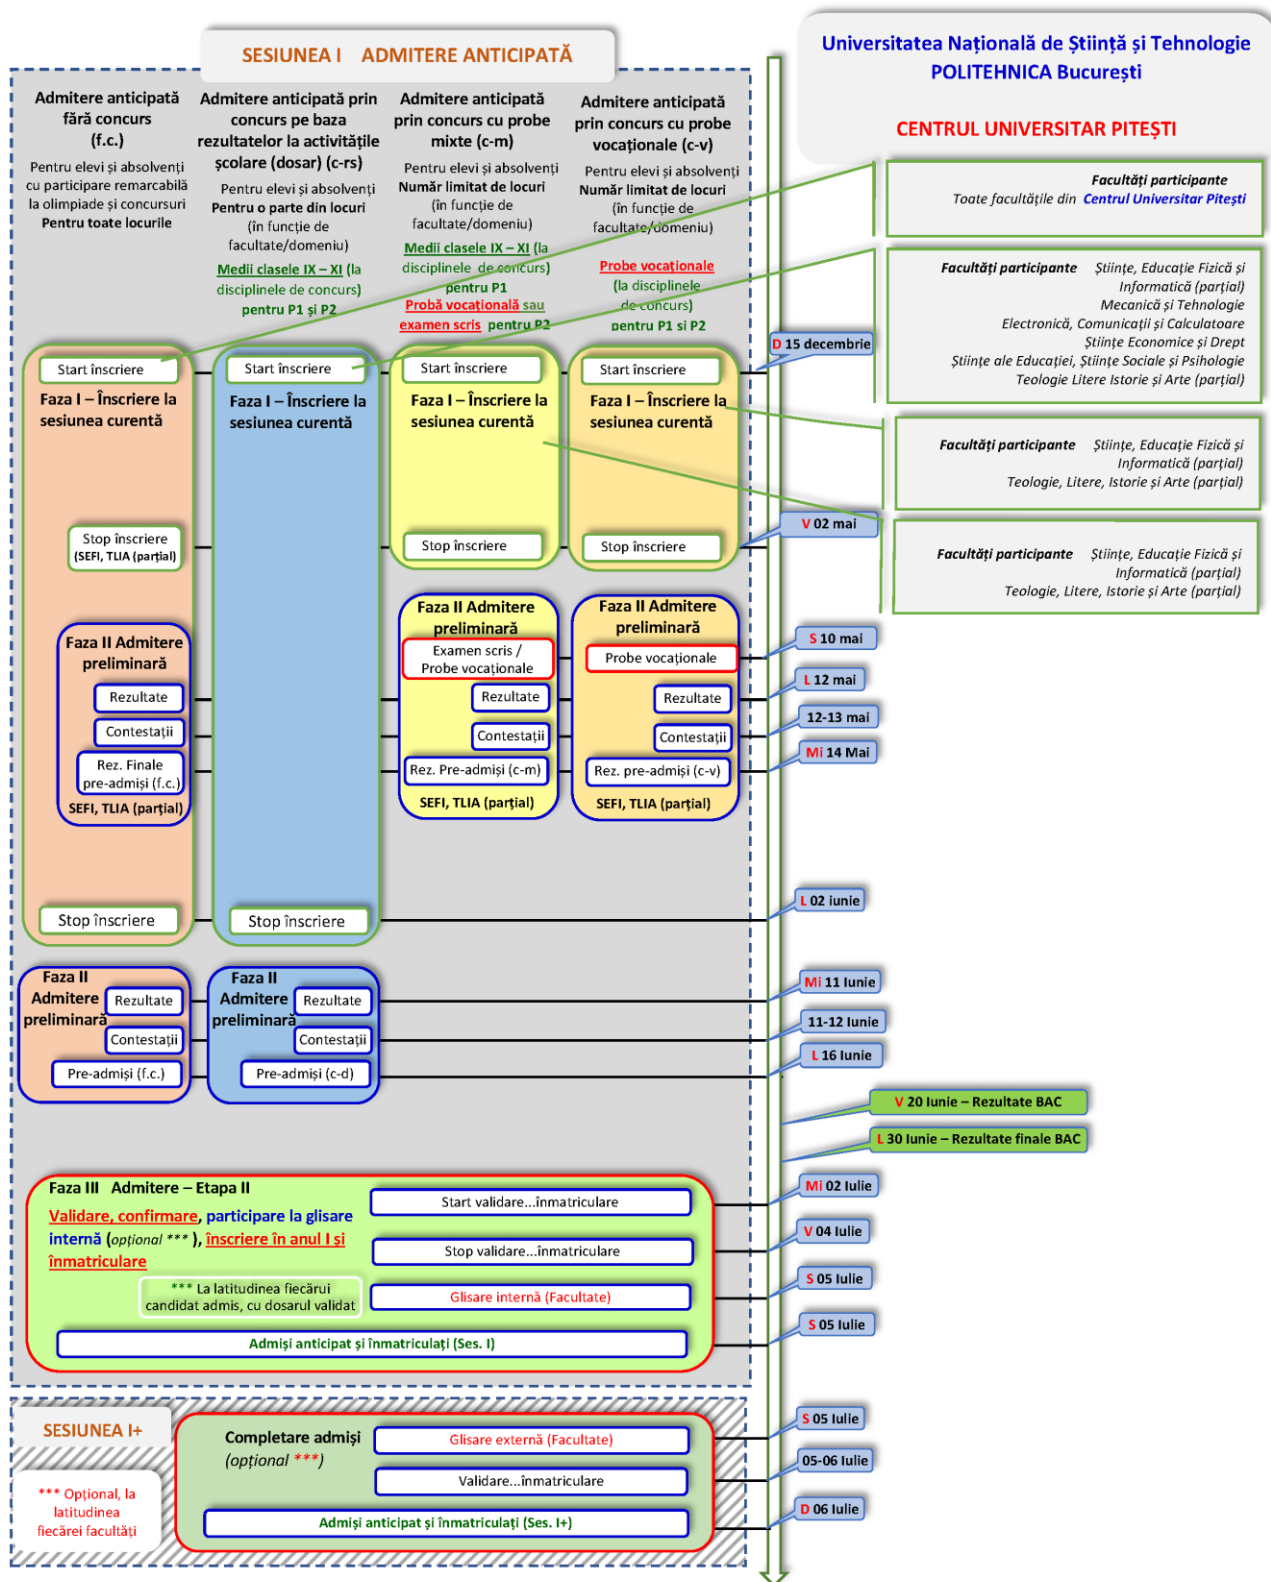 SESIUNEA I ADMITERE ANTICIPATĂ
Universitatea Națională de Știință și Tehnologie
POLITEHNICA București
CENTRUL UNIVERSITAR PITEȘTI
Admitere anticipată
fără concurs
(f.c.)
Pentru elevi și absolvenți
cu participare remarcabilă
la olimpiade și concursuri
Pentru toate locurile
Admitere anticipată prin
concurs pe baza
rezultatelor la activitățile
școlare (dosar) (c-rs)
Pentru elevi și absolvenți
Pentru o parte din locuri
(în funcție de
facultate/domeniu)
Medii clasele IX – XI (la
disciplinele de concurs)
pentru P1 și P2
Admitere anticipată
prin concurs cu probe
mixte (c-m)
Pentru elevi și absolvenți
Număr limitat de locuri
(în funcție de
facultate/domeniu)
Medii clasele IX – XI (la
disciplinele de concurs)
pentru P1
Probă vocațională sau
examen scris pentru P2
Admitere anticipată
prin concurs cu probe
vocaționale (c-v)
Pentru elevi și absolvenți
Număr limitat de locuri
(în funcție de
facultate/domeniu)
Probe vocaționale
(la disciplinele
de concurs)
pentru P1 si P2
Facultăți participante
Toate facultățile din Centrul Universitar Pitești
Facultăți participante Științe, Educație Fizică și
Informatică (parțial)
Mecanică și Tehnologie
Electronică, Comunicații și Calculatoare
Științe Economice și Drept
Științe ale Educației, Științe Sociale și Psihologie
Teologie Litere Istorie și Arte (parțial)
Facultăți participante Științe, Educație Fizică și
Informatică (parțial)
Teologie, Litere, Istorie și Arte (parțial)
Facultăți participante Științe, Educație Fizică și
Informatică (parțial)
Teologie, Litere, Istorie și Arte (parțial)
Start înscriere
Start înscriere
Start înscriere
Start înscriere
D 15 decembrie
Faza I – Înscriere la
sesiunea curentă
Faza I – Înscriere la
sesiunea curentă
Faza I – Înscriere la
sesiunea curentă
Faza I – Înscriere la
sesiunea curentă
Stop înscriere
(SEFI, TLIA (parțial)
Stop înscriere
Stop înscriere
V 02 mai
Faza II Admitere
preliminară
Rezultate
Contestații
Rez. Finale
pre-admiși (f.c.)
SEFI, TLIA (parțial)
Faza II Admitere
preliminară
Examen scris /
Probe vocaționale
Rezultate
Contestații
Rez. Pre-admiși (c-m)
SEFI, TLIA (parțial)
Faza II Admitere
preliminară
Probe vocaționale
Rezultate
Contestații
Rez. pre-admiși (c-v)
SEFI, TLIA (parțial)
S 10 mai
L 12 mai
12-13 mai
Mi 14 Mai
Stop înscriere
Stop înscriere
L 02 iunie
Faza II
Admitere
preliminară
Rezultate
Contestații
Pre-admiși (f.c.)
Faza II
Admitere
preliminară
Rezultate
Contestații
Pre-admiși (c-d)
Mi 11 Iunie
11-12 Iunie
L 16 Iunie
V 20 Iunie – Rezultate BAC
L 30 Iunie – Rezultate finale BAC
Faza III Admitere – Etapa II
Validare, confirmare, participare la glisare
internă (opțional *** ), înscriere în anul I și
înmatriculare
*** La latitudinea fiecărui
candidat admis, cu dosarul validat
Start validare...înmatriculare
Stop validare...înmatriculare
Glisare internă (Facultate)
Admiși anticipat și înmatriculați (Ses. I)
Mi 02 Iulie
V 04 Iulie
S 05 Iulie
S 05 Iulie
SESIUNEA I+
*** Opțional, la
latitudinea
fiecărei facultăți
Completare admiși
(opțional ***)
Glisare externă (Facultate)
Validare...înmatriculare
Admiși anticipat și înmatriculați (Ses. I+)
S 05 Iulie
05-06 Iulie
D 06 Iulie